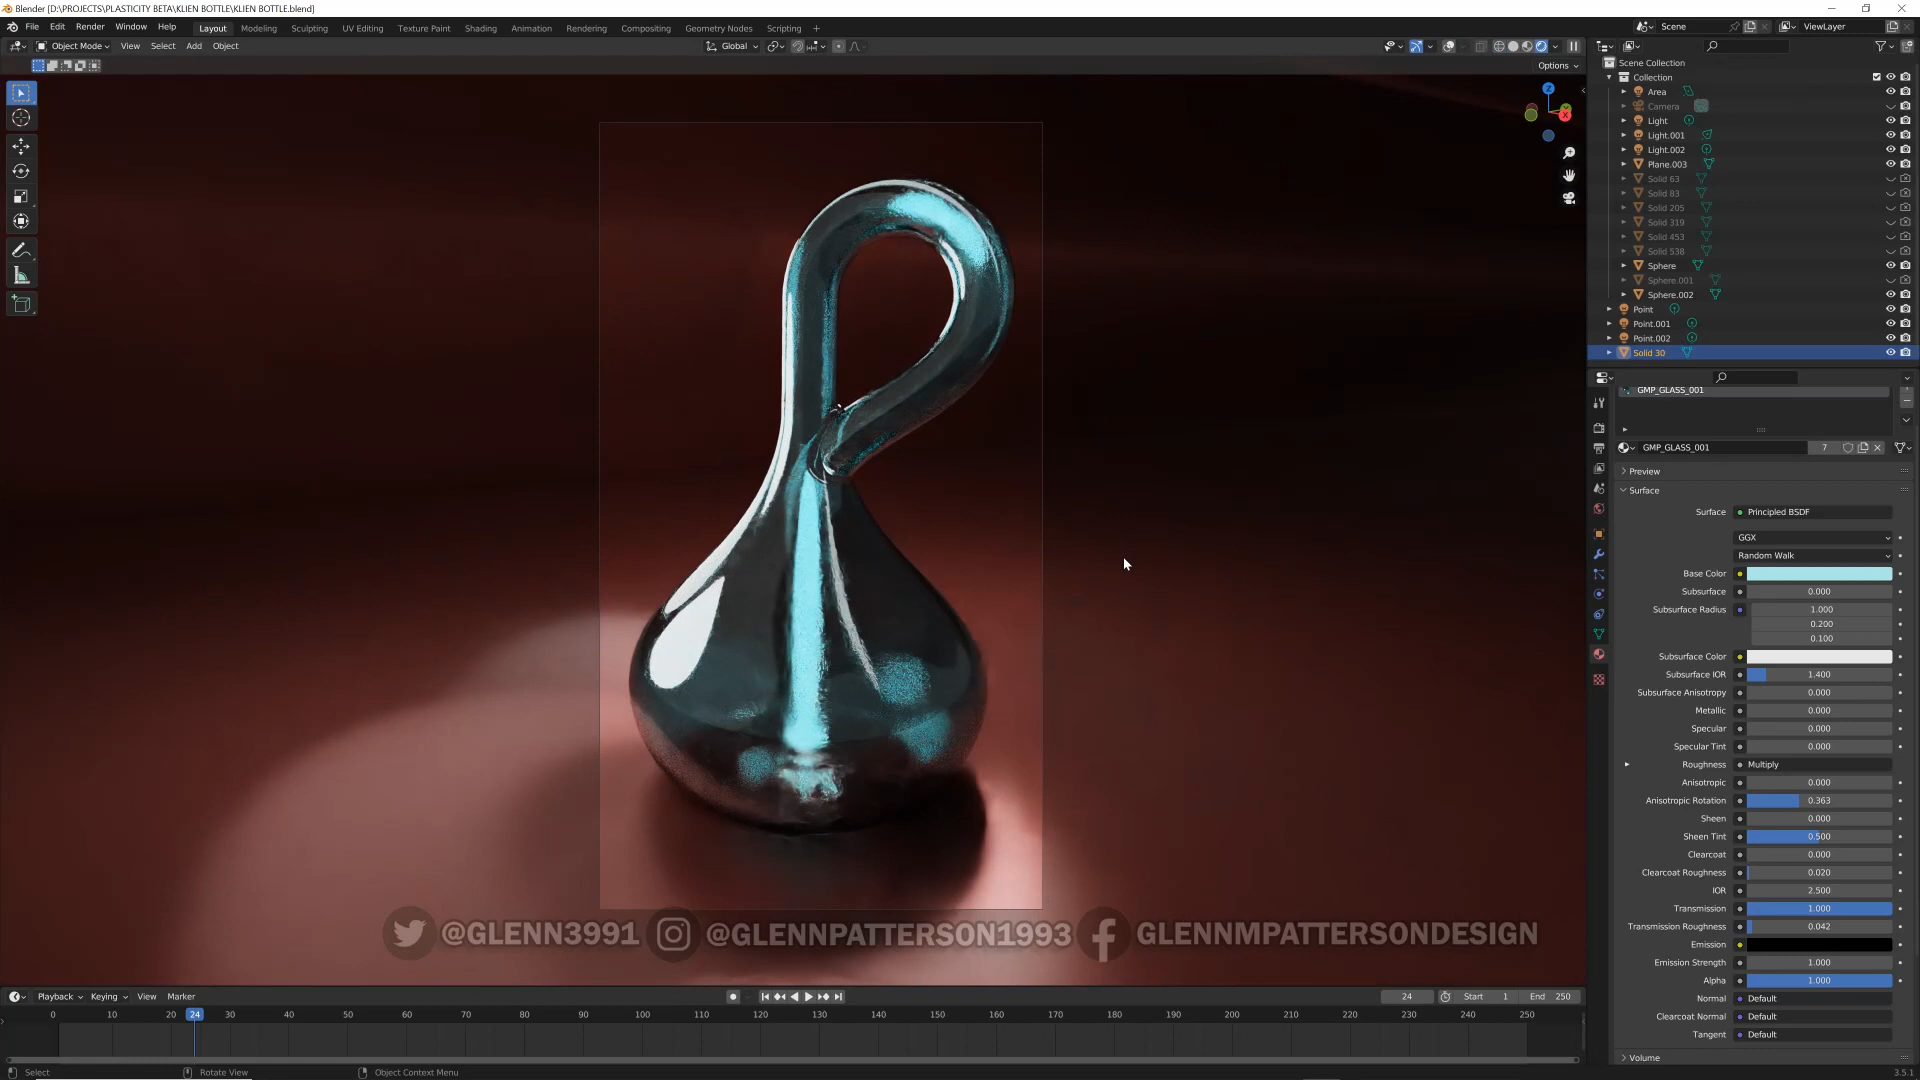 Blender [D:\PROJECTS\PLASTICITY BETA\KLIEN BOTTLE\KLIEN BOTTLE.blend]
File Edit Render Window Help Layout Modeling Sculpting UV Editing Texture Paint Shading Animation Rendering Compositing Geometry Nodes Scripting + Scene ViewLayer
Object Mode View Select Add Object Global
Options
Z
X
Scene Collection
Collection
Area
Camera
Light
Light.001
Light.002
Plane.003
Solid 63
Solid 83
Solid 205
Solid 319
Solid 453
Solid 538
Sphere
Sphere.001
Sphere.002
Point
Point.001
Point.002
Solid 30
GMP_GLASS_001
GMP_GLASS_001 7
Preview
Surface
Surface Principled BSDF
GGX
Random Walk
Base Color
Subsurface 0.000
Subsurface Radius 1.000
0.200
0.100
Subsurface Color
Subsurface IOR 1.400
Subsurface Anisotropy 0.000
Metallic 0.000
Specular 0.000
Specular Tint 0.000
Roughness Multiply
Anisotropic 0.000
Anisotropic Rotation 0.363
Sheen 0.000
Sheen Tint 0.500
Clearcoat 0.000
Clearcoat Roughness 0.020
IOR 2.500
Transmission 1.000
Transmission Roughness 0.042
Emission
Emission Strength 1.000
Alpha 1.000
Normal Default
Clearcoat Normal Default
Tangent Default
Volume
@GLENN3991 @GLENNPATTERSON1993 GLENNMPATTERSONDESIGN
Playback Keying View Marker 24 Start 1 End 250
0 10 20 24 30 40 50 60 70 80 90 100 110 120 130 140 150 160 170 180 190 200 210 220 230 240 250
Select Rotate View Object Context Menu 3.5.1